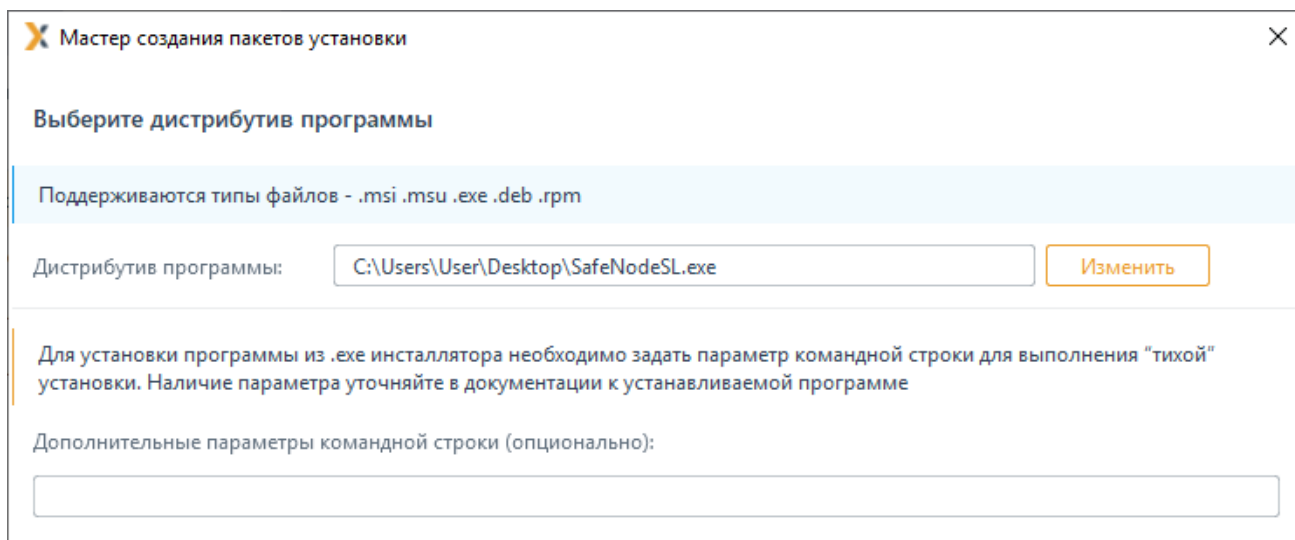 Мастер создания пакетов установки
Выберите дистрибутив программы
Поддерживаются типы файлов - .msi .msu .exe .deb .rpm
Дистрибутив программы:
C:\Users\User\Desktop\SafeNodeSL.exe
Изменить
Для установки программы из .exe инсталлятора необходимо задать параметр командной строки для выполнения “тихой”
установки. Наличие параметра уточняйте в документации к устанавливаемой программе
Дополнительные параметры командной строки (опционально):